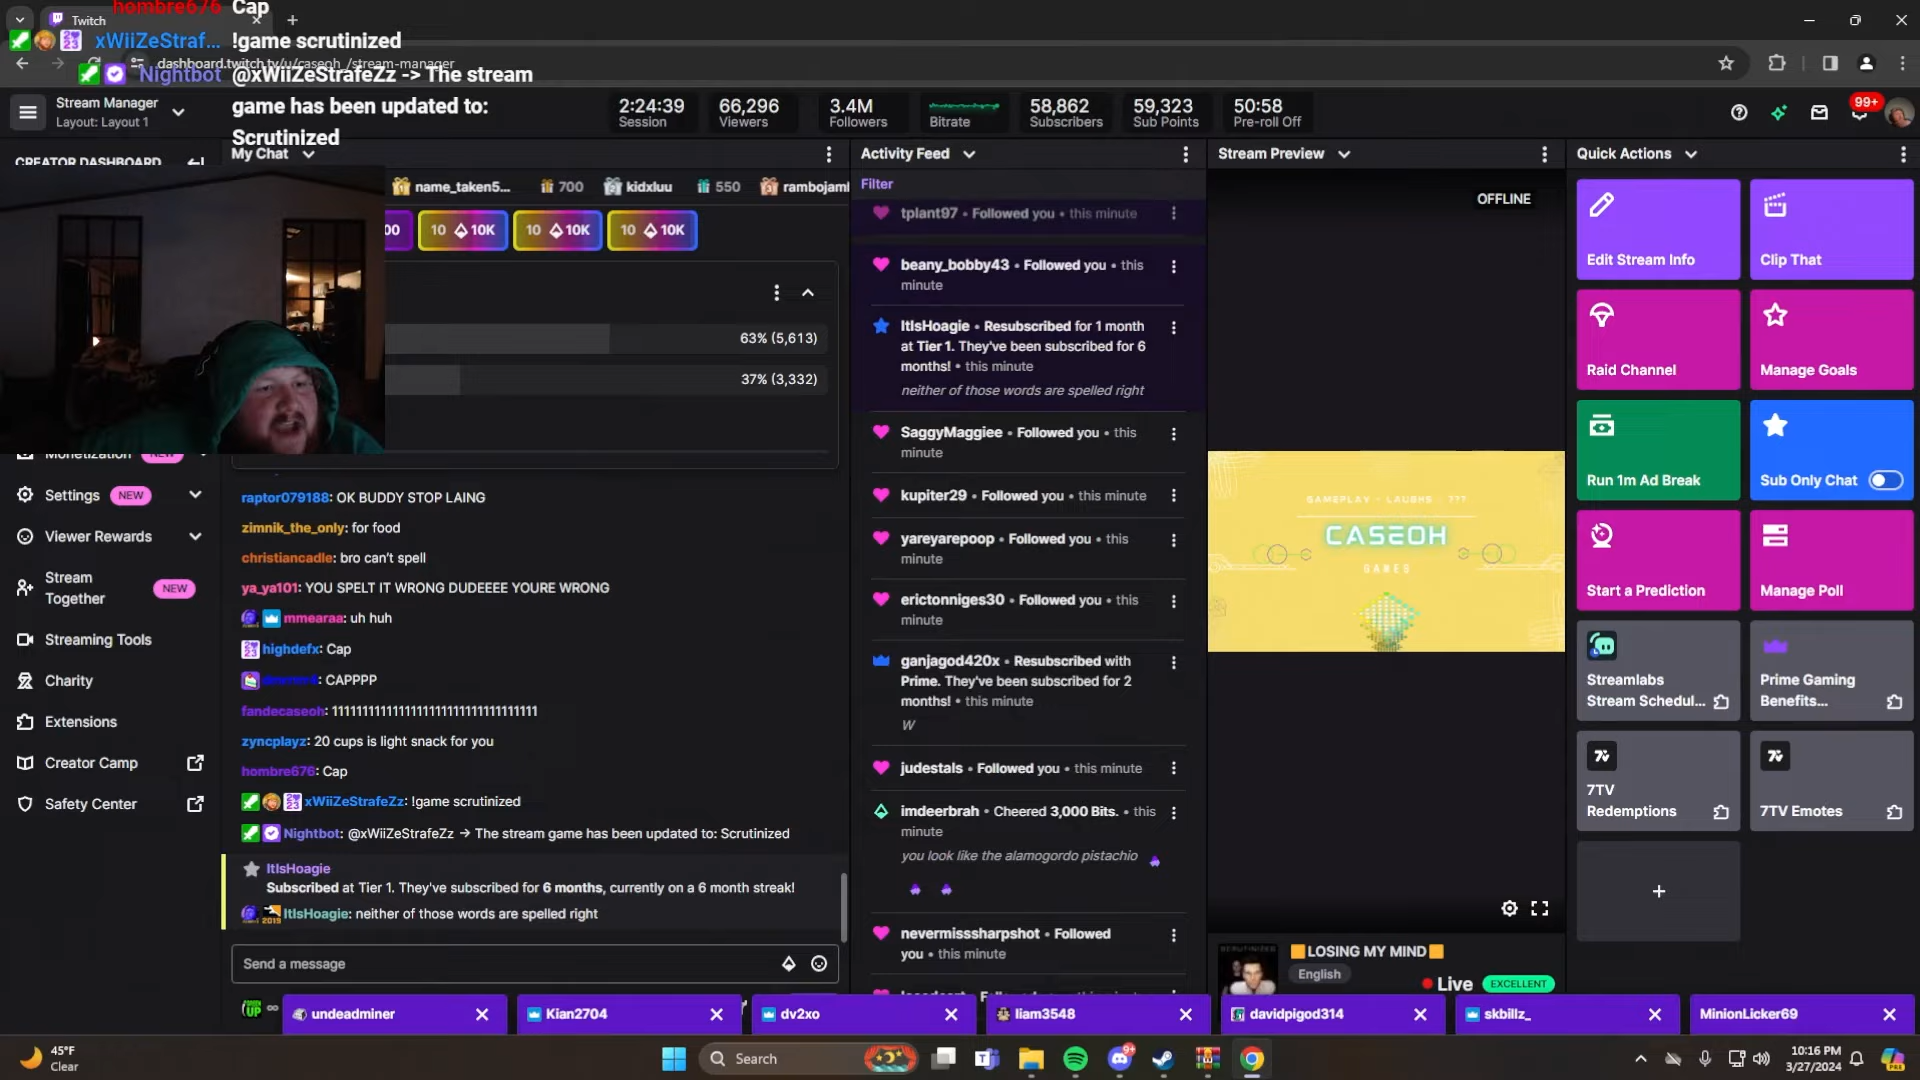 hombre676 Cap
Twitch
xWiiZeStraf... !game scrutinized
dashboard.twitch.tv/u/caseoh_/stream-manager
Nightbot @xWiiZeStrafeZz -> The stream
game has been updated to:
Scrutinized
Stream Manager
Layout: Layout 1
2:24:39
Session
66,296
Viewers
3.4M
Followers
Bitrate
58,862
Subscribers
59,323
Sub Points
50:58
Pre-roll Off
99+
CREATOR DASHBOARD
My Chat
name_taken5... 700 kidxluu 550 rambojaml
00 10 10K 10 10K 10 10K
63% (5,613)
37% (3,332)
Monetization NEW
Settings NEW
Viewer Rewards
Stream
Together NEW
Streaming Tools
Charity
Extensions
Creator Camp
Safety Center
raptor079188: OK BUDDY STOP LAING
zimnik_the_only: for food
christiancadle: bro can't spell
ya_ya101: YOU SPELT IT WRONG DUDEEEE YOURE WRONG
mmearaa: uh huh
highdefx: Cap
: CAPPPP
fandecaseoh: 1111111111111111111111111111111111
zyncplayz: 20 cups is light snack for you
hombre676: Cap
xWiiZeStrafeZz: !game scrutinized
Nightbot: @xWiiZeStrafeZz → The stream game has been updated to: Scrutinized
ItIsHoagie
Subscribed at Tier 1. They've subscribed for 6 months, currently on a 6 month streak!
2019 ItIsHoagie: neither of those words are spelled right
Send a message
Activity Feed
Filter
tplant97 • Followed you • this minute
beany_bobby43 • Followed you • this
minute
ItIsHoagie • Resubscribed for 1 month
at Tier 1. They've been subscribed for 6
months! • this minute
neither of those words are spelled right
SaggyMaggiee • Followed you • this
minute
kupiter29 • Followed you • this minute
yareyarepoop • Followed you • this
minute
erictonniges30 • Followed you • this
minute
ganjagod420x • Resubscribed with
Prime. They've been subscribed for 2
months! • this minute
W
judestals • Followed you • this minute
imdeerbrah • Cheered 3,000 Bits. • this
minute
you look like the alamogordo pistachio
nevermisssharpshot • Followed
you • this minute
Stream Preview
OFFLINE
GAMEPLAY - LAUGHS - ???
CASEOH
GAMES
LOSING MY MIND
English
Live EXCELLENT
Quick Actions
Edit Stream Info
Clip That
Raid Channel
Manage Goals
Run 1m Ad Break
Sub Only Chat
Start a Prediction
Manage Poll
Streamlabs
Stream Schedul...
Prime Gaming
Benefits...
7TV
Redemptions
7TV Emotes
undeadminer
Kian2704
dv2xo
liam3548
davidpigod314
skbillz_
MinionLicker69
45°F
Clear
Search
9+
10:16 PM
3/27/2024
PRE